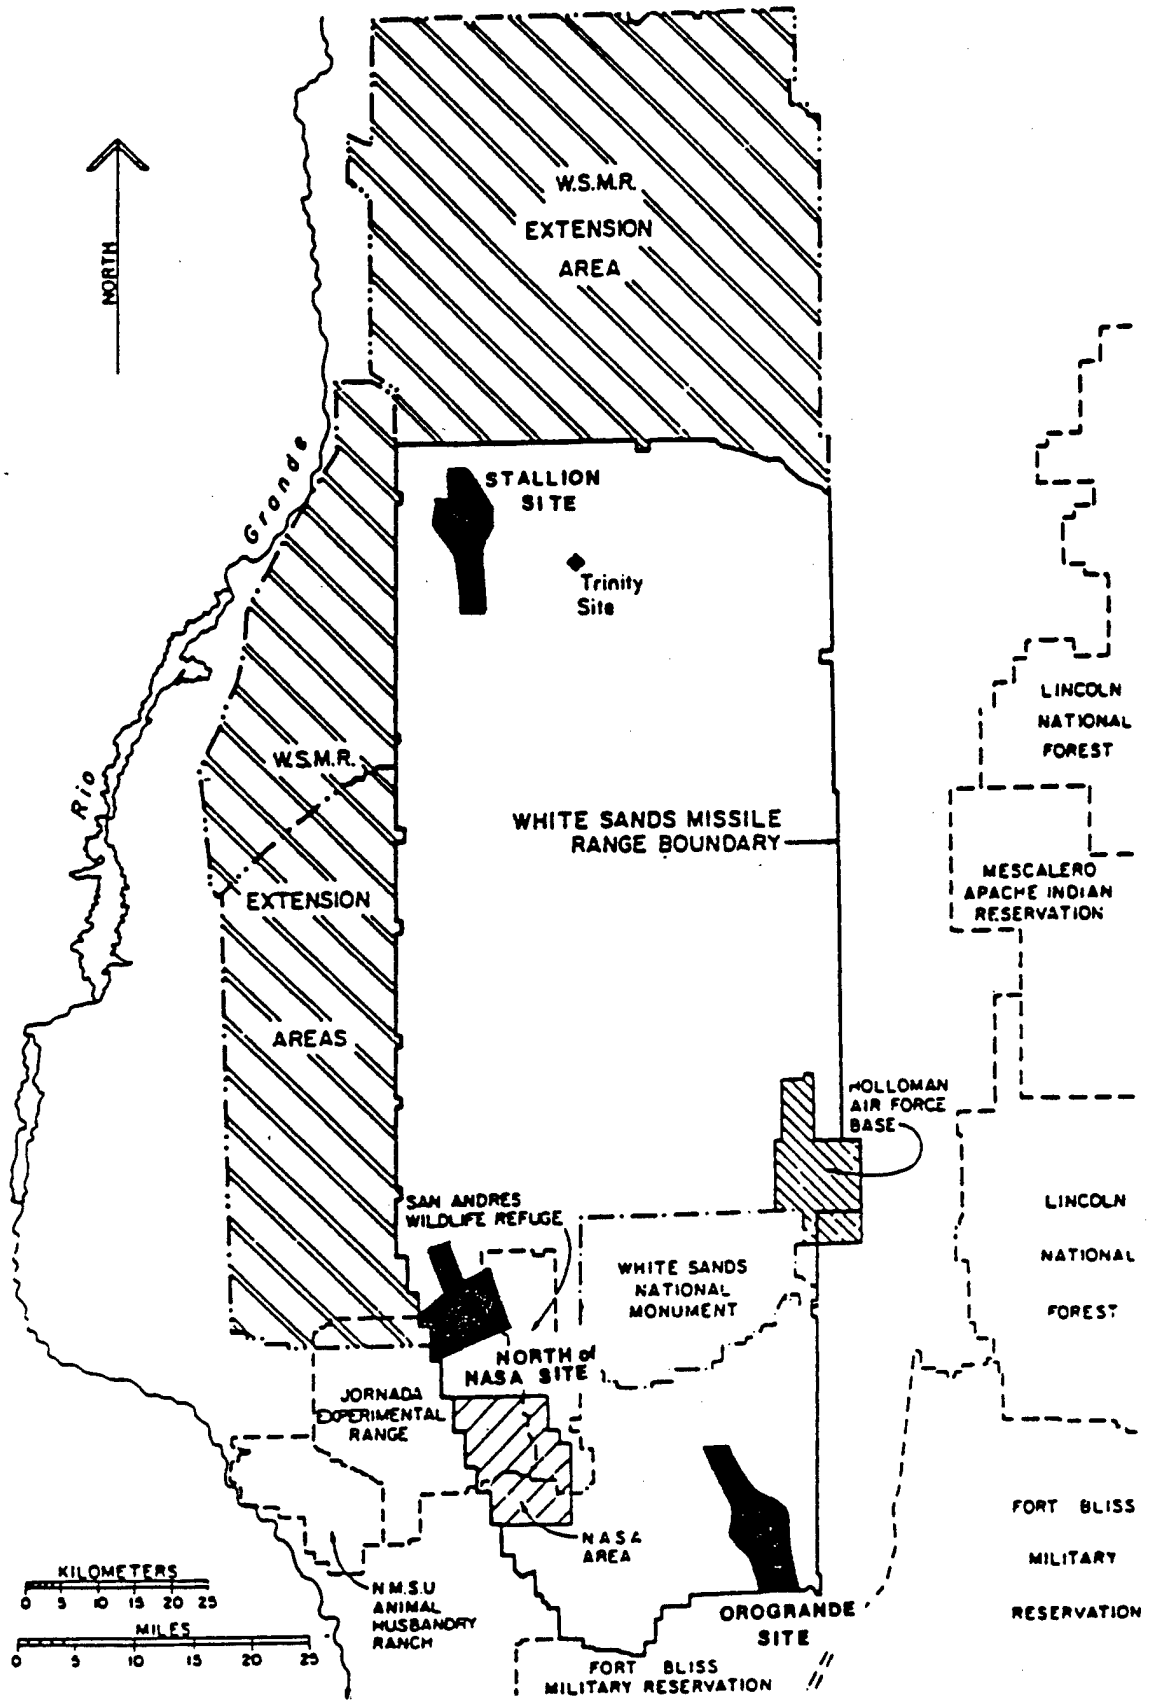 W.S.M.R.
EXTENSION
AREA
NORTH
Rio Grande
STALLION
SITE
Trinity
Site
LINCOLN
NATIONAL
FOREST
W.S.M.R.
EXTENSION
AREAS
WHITE SANDS MISSILE
RANGE BOUNDARY
MESCALERO
APACHE INDIAN
RESERVATION
HOLLOMAN
AIR FORCE
BASE
SAN ANDRES
WILDLIFE REFUGE
WHITE SANDS
NATIONAL
MONUMENT
LINCOLN
NATIONAL
FOREST
NORTH of
NASA SITE
JORNADA
EXPERIMENTAL
RANGE
NASA
AREA
FORT BLISS
MILITARY
RESERVATION
KILOMETERS
0 5 10 15 20 25
MILES
0 5 10 15 20 25
N.M.S.U
ANIMAL
HUSBANDRY
RANCH
OROGRANDE
SITE
FORT BLISS
MILITARY RESERVATION